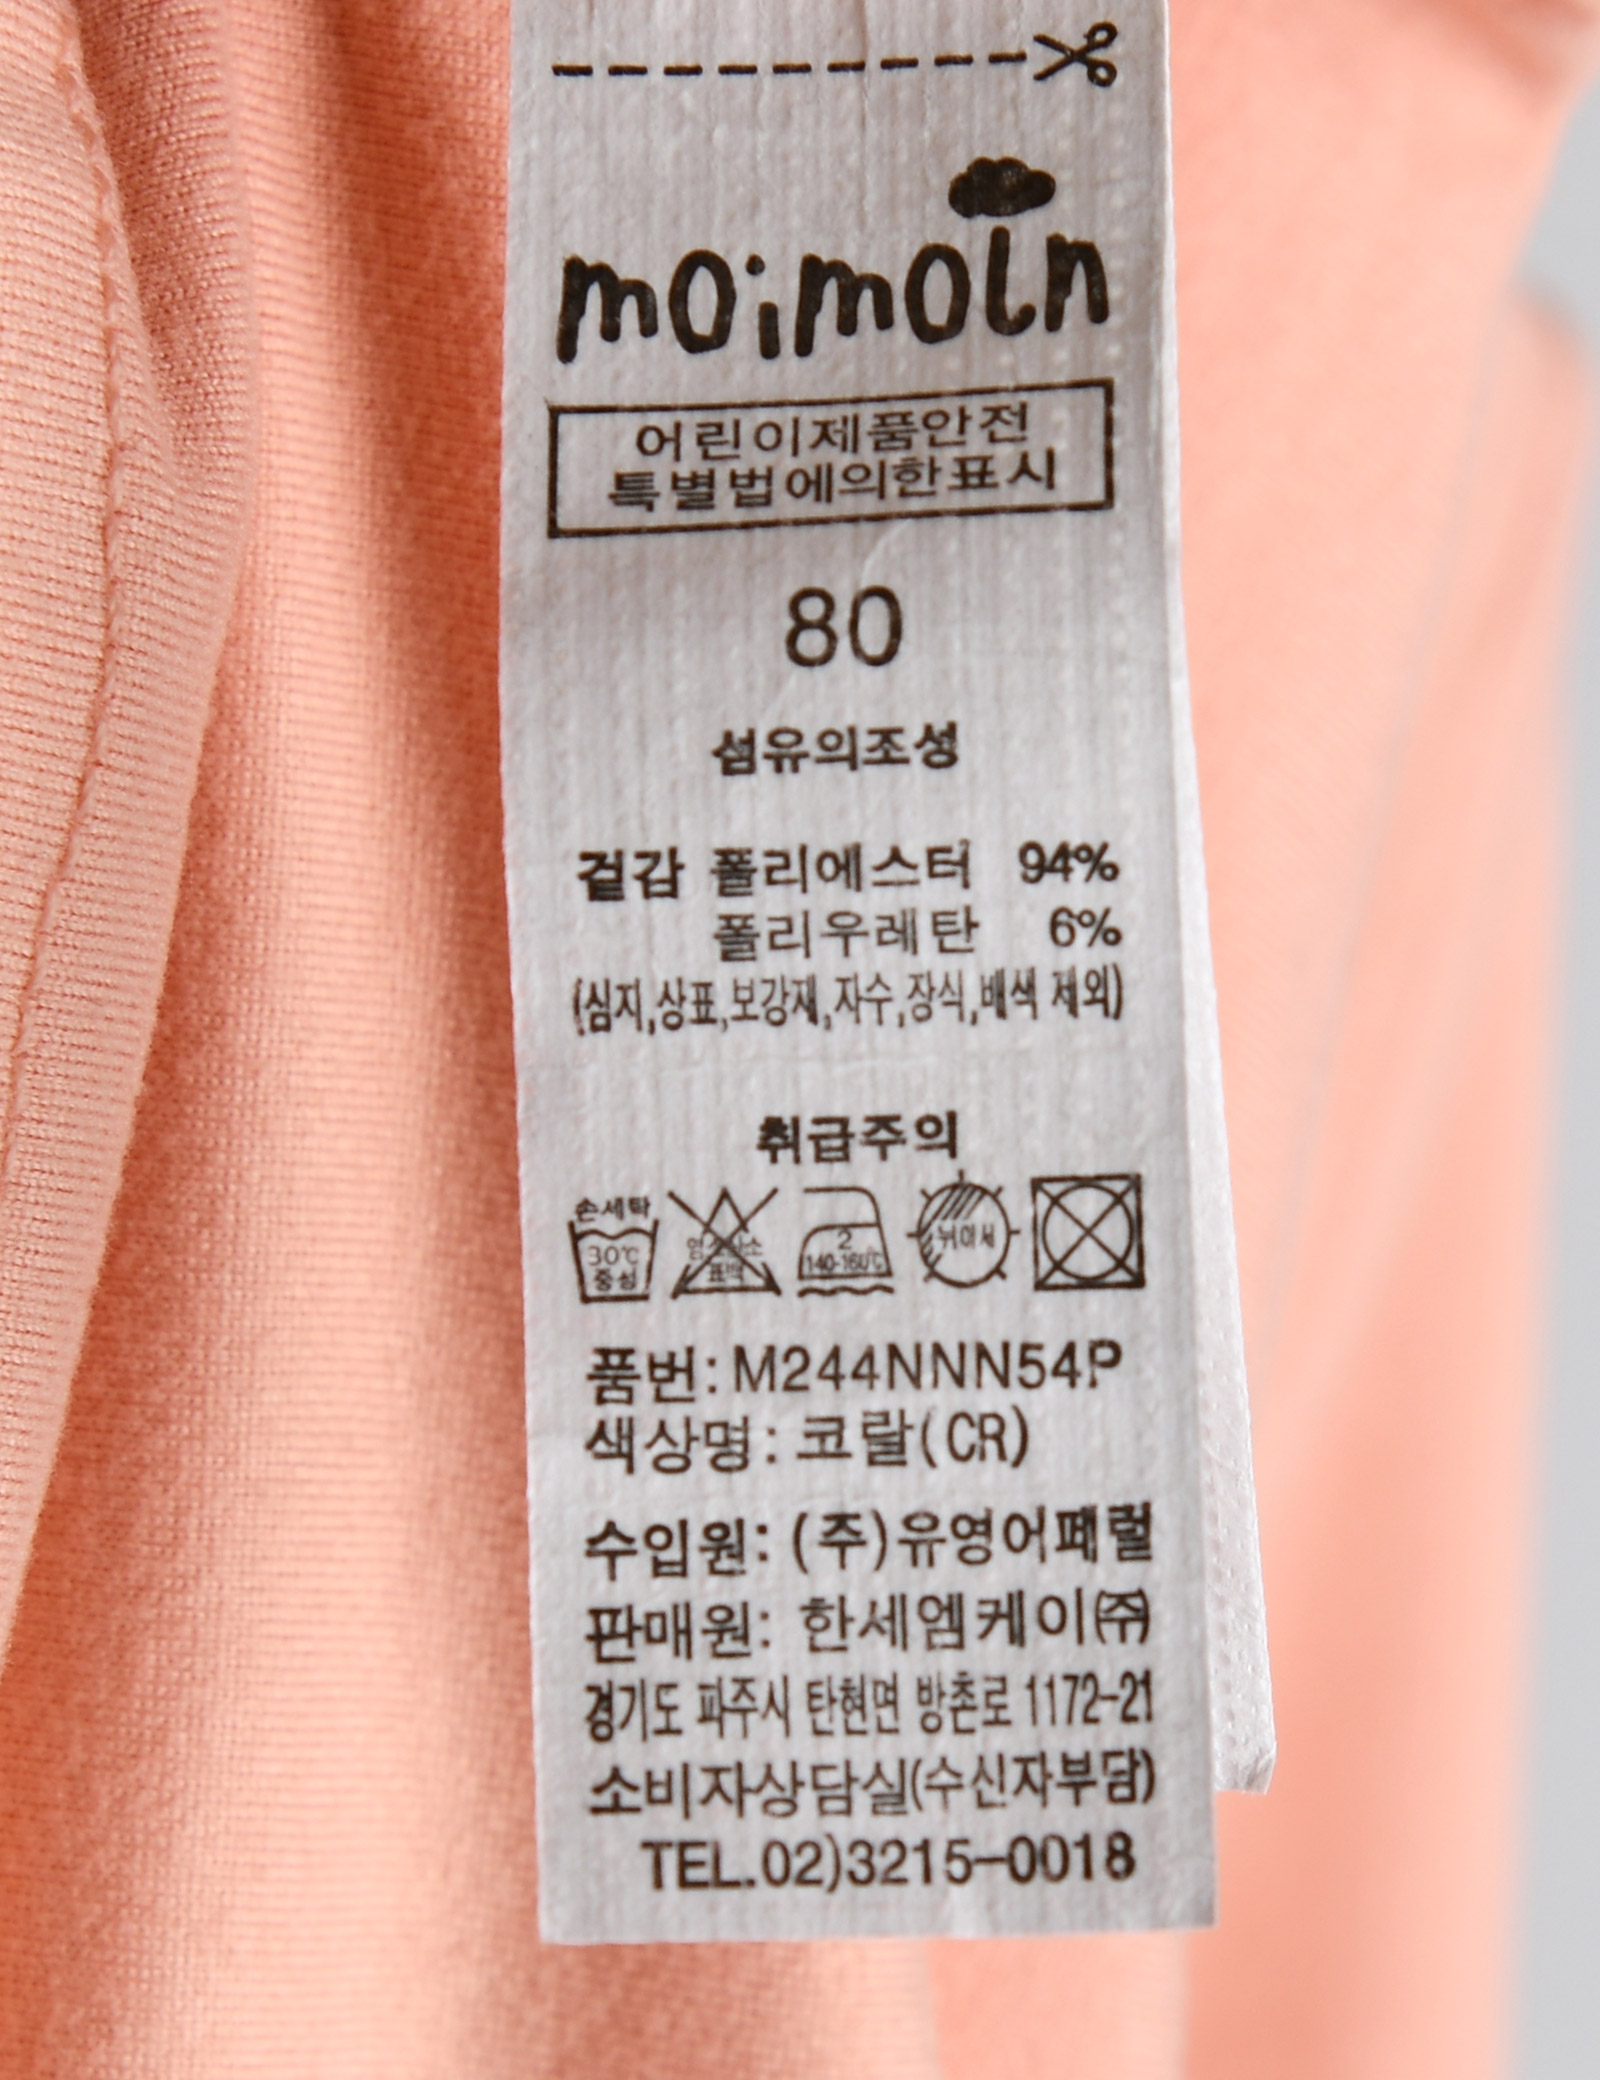 moimoln
어린이제품안전
특별법에의한표시
80
섬유의조성
겉감 폴리에스터 94%
폴리우레탄 6%
(심지,상표,보강재,자수,장식,배색 제외)
취급주의
손세탁
30℃
중성
염소산소
표백
2
140-160℃
뉘어서
품번: M244NNN54P
색상명: 코랄(CR)
수입원: (주)유영어패럴
판매원: 한세엠케이㈜
경기도 파주시 탄현면 방촌로 1172-21
소비자상담실(수신자부담)
TEL.02)3215-0018